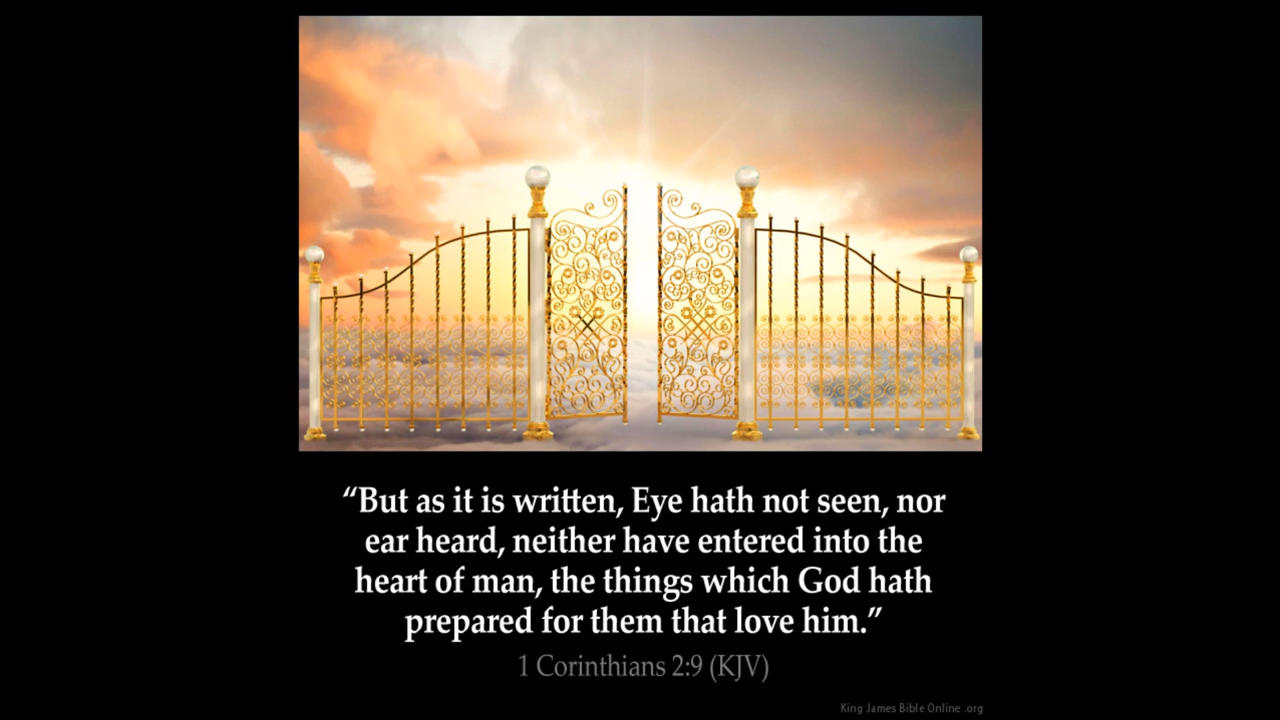 “But as it is written, Eye hath not seen, nor
ear heard, neither have entered into the
heart of man, the things which God hath
prepared for them that love him.”
1 Corinthians 2:9 (KJV)
King James Bible Online .org